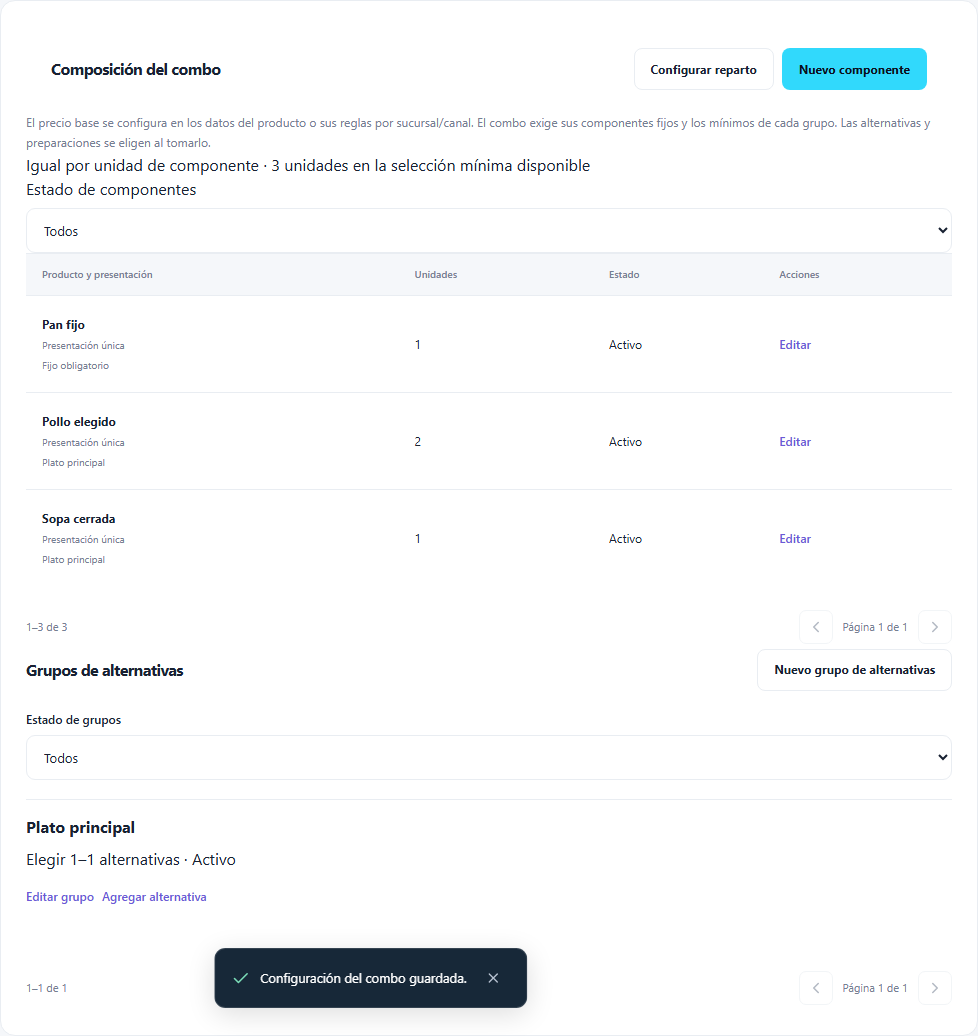 Composición del combo
Configurar reparto
Nuevo componente
El precio base se configura en los datos del producto o sus reglas por sucursal/canal. El combo exige sus componentes fijos y los mínimos de cada grupo. Las alternativas y
preparaciones se eligen al tomarlo.
Igual por unidad de componente · 3 unidades en la selección mínima disponible
Estado de componentes
Todos
Producto y presentación
Unidades
Estado
Acciones
Pan fijo
Presentación única
Fijo obligatorio
1
Activo
Editar
Pollo elegido
Presentación única
Plato principal
2
Activo
Editar
Sopa cerrada
Presentación única
Plato principal
1
Activo
Editar
1–3 de 3
Página 1 de 1
Grupos de alternativas
Nuevo grupo de alternativas
Estado de grupos
Todos
Plato principal
Elegir 1–1 alternativas · Activo
Editar grupo
Agregar alternativa
Configuración del combo guardada.
1–1 de 1
Página 1 de 1